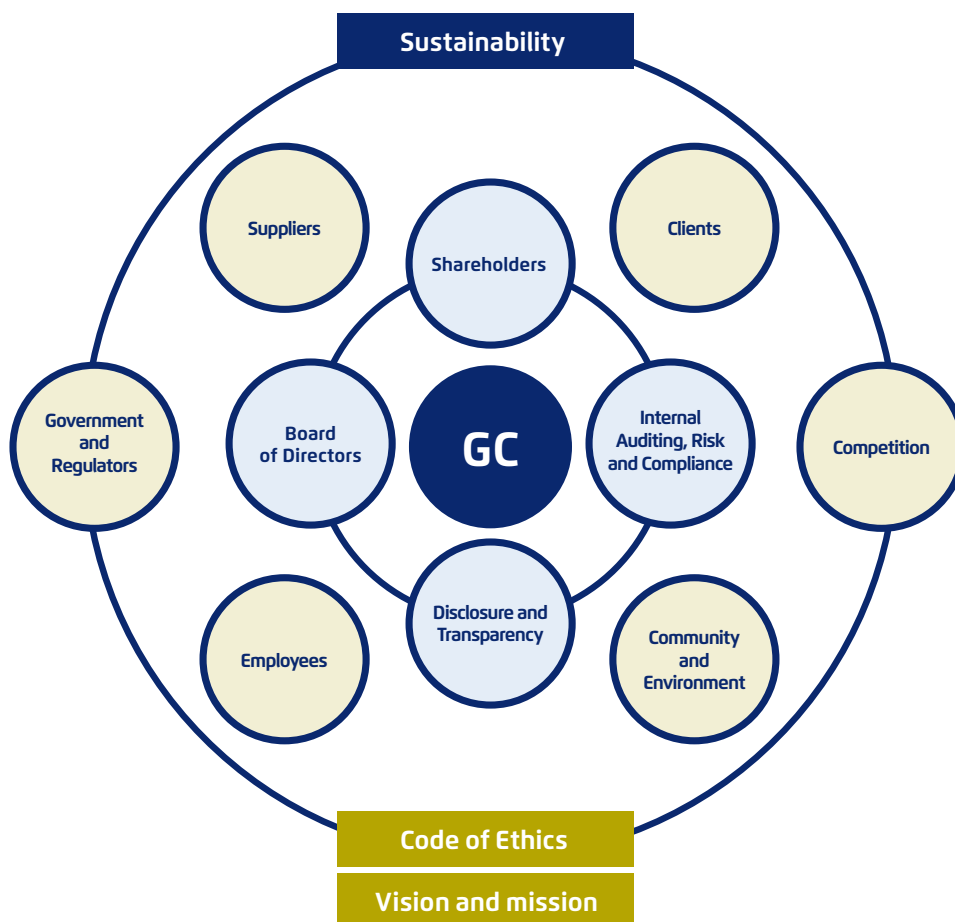 Sustainability
Suppliers
Clients
Shareholders
Government
and
Regulators
Board
of Directors
GC
Internal
Auditing, Risk
and Compliance
Competition
Disclosure and
Transparency
Employees
Community
and
Environment
Code of Ethics
Vision and mission